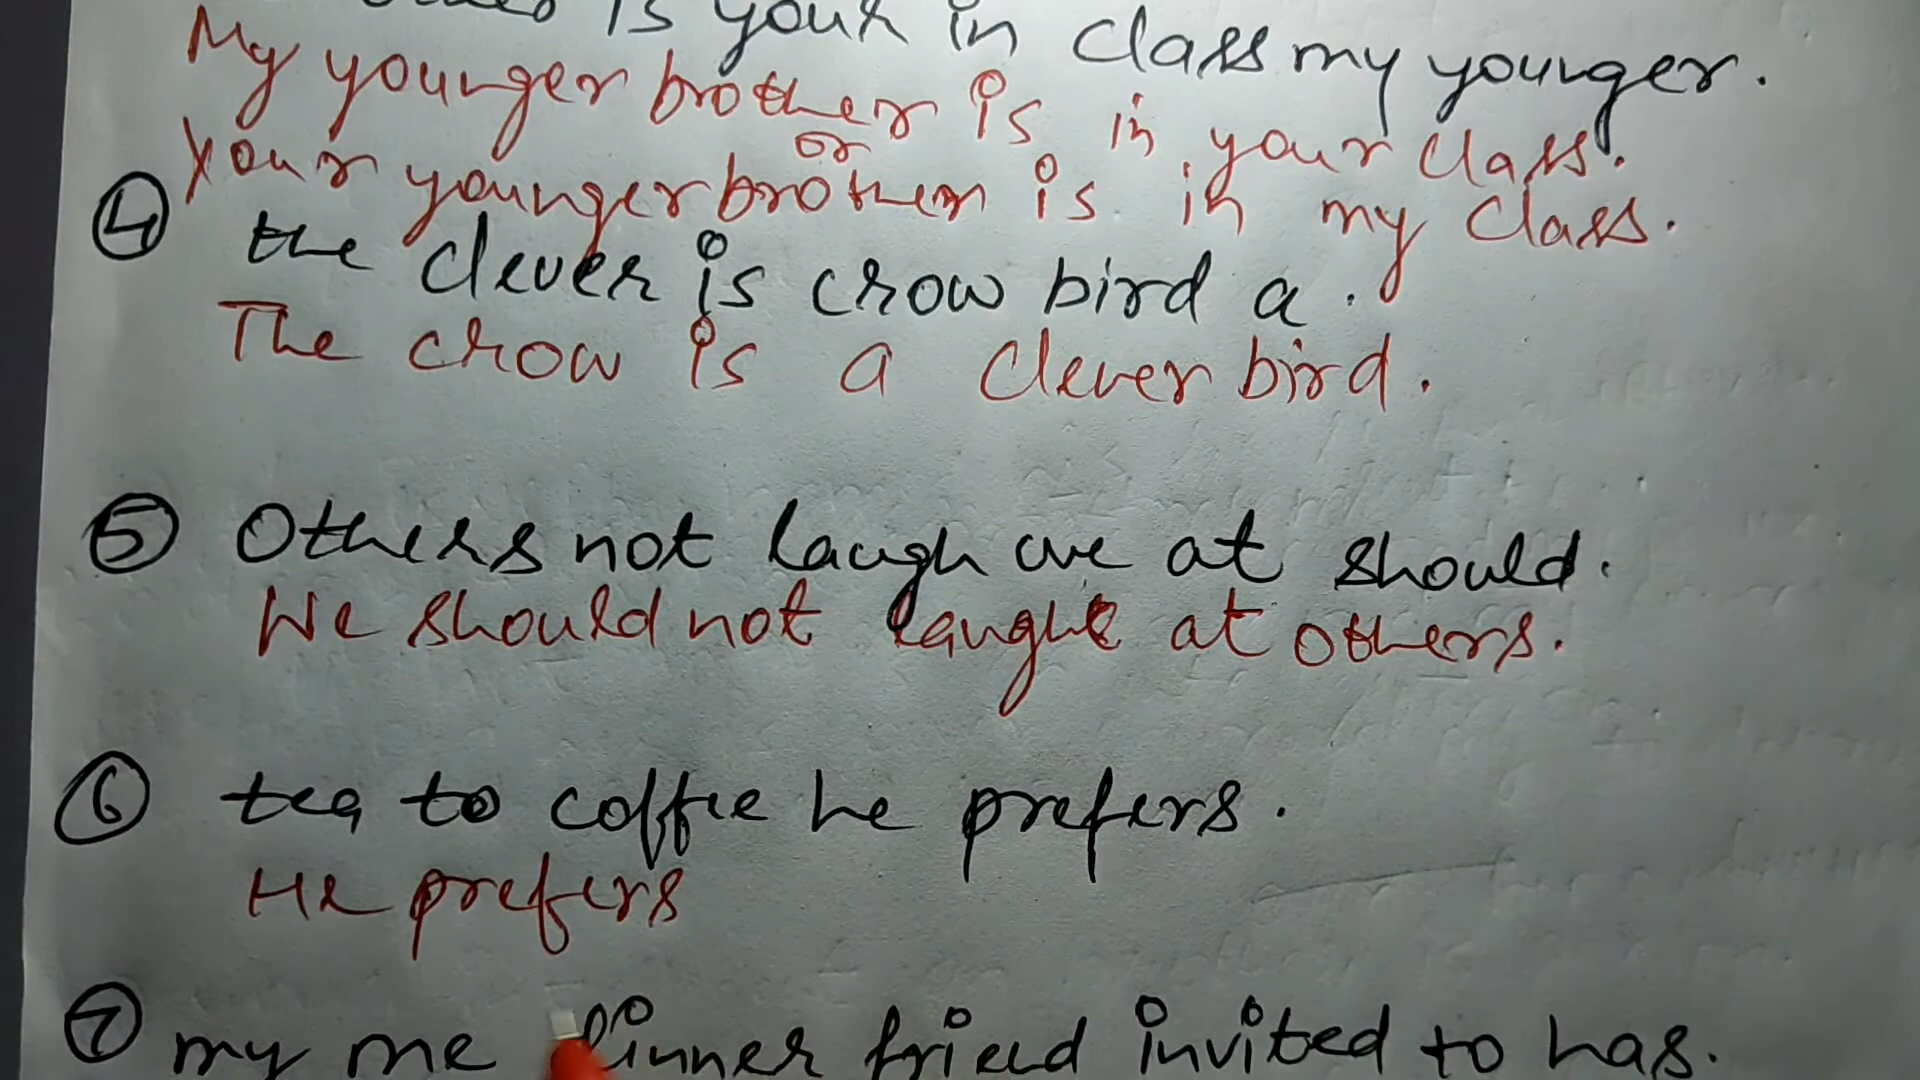 is your in class my younger.
My younger brother is in your class.
or
Your younger brother is in my class.
④ the clever is crow bird a.
The crow is a clever bird.
⑤ Others not laugh we at should.
We should not laugh at others.
⑥ tea to coffee he prefers.
He prefers
⑦ my me dinner friend invited to has.